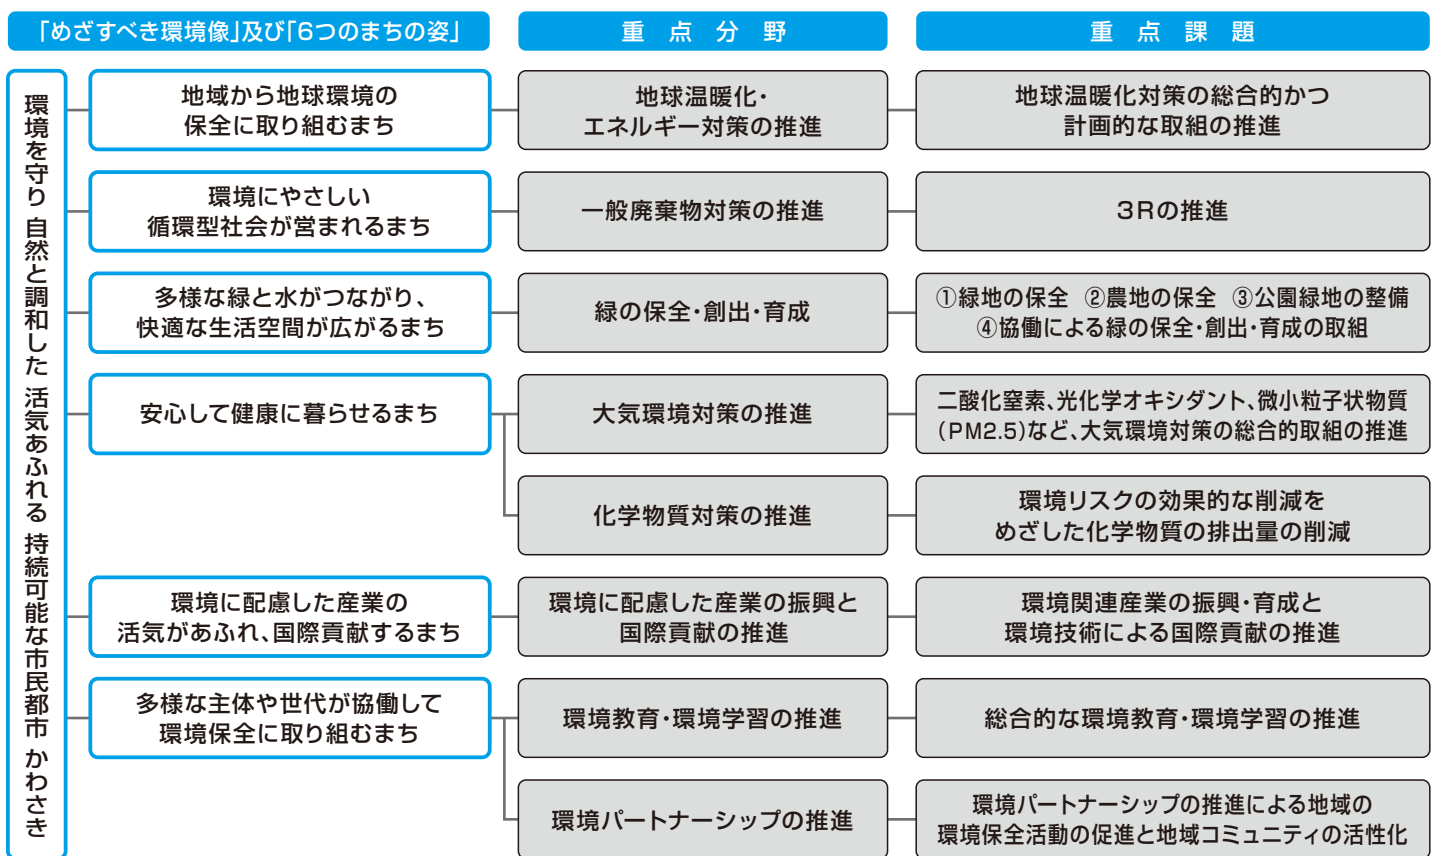 「めざすべき環境像」及び「6つのまちの姿」
重点分野
重点課題
環境を守り 自然と調和した 活気あふれる 持続可能な市民都市 かわさき
地域から地球環境の
保全に取り組むまち
地球温暖化・
エネルギー対策の推進
地球温暖化対策の総合的かつ
計画的な取組の推進
環境にやさしい
循環型社会が営まれるまち
一般廃棄物対策の推進
3Rの推進
多様な緑と水がつながり、
快適な生活空間が広がるまち
緑の保全・創出・育成
①緑地の保全 ②農地の保全 ③公園緑地の整備
④協働による緑の保全・創出・育成の取組
安心して健康に暮らせるまち
大気環境対策の推進
二酸化窒素、光化学オキシダント、微小粒子状物質
(PM2.5)など、大気環境対策の総合的取組の推進
化学物質対策の推進
環境リスクの効果的な削減を
めざした化学物質の排出量の削減
環境に配慮した産業の
活気があふれ、国際貢献するまち
環境に配慮した産業の振興と
国際貢献の推進
環境関連産業の振興・育成と
環境技術による国際貢献の推進
多様な主体や世代が協働して
環境保全に取り組むまち
環境教育・環境学習の推進
総合的な環境教育・環境学習の推進
環境パートナーシップの推進
環境パートナーシップの推進による地域の
環境保全活動の促進と地域コミュニティの活性化